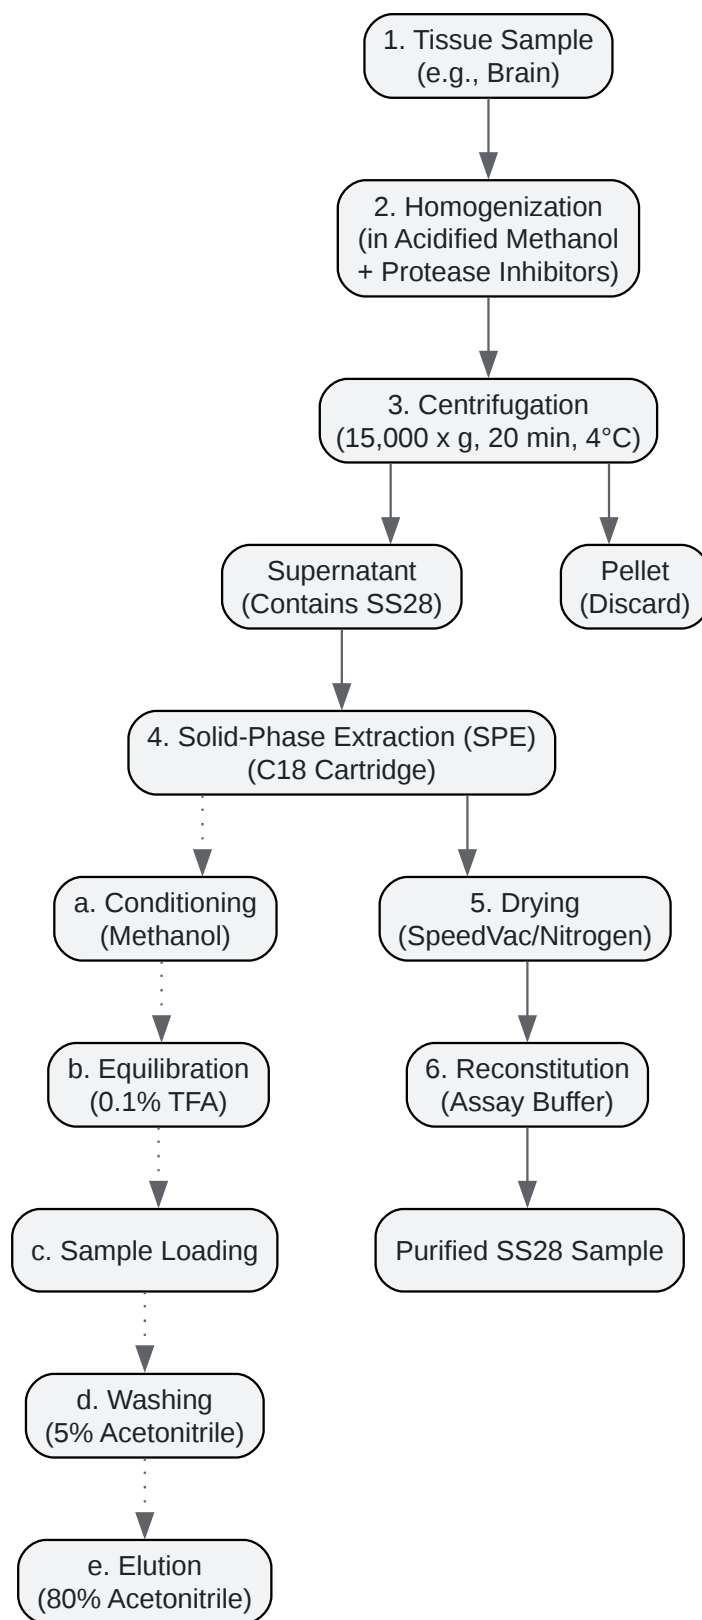 1. Tissue Sample
(e.g., Brain)
2. Homogenization
(in Acidified Methanol
+ Protease Inhibitors)
3. Centrifugation
(15,000 x g, 20 min, 4°C)
Supernatant
(Contains SS28)
Pellet
(Discard)
4. Solid-Phase Extraction (SPE)
(C18 Cartridge)
a. Conditioning
(Methanol)
5. Drying
(SpeedVac/Nitrogen)
b. Equilibration
(0.1% TFA)
6. Reconstitution
(Assay Buffer)
c. Sample Loading
Purified SS28 Sample
d. Washing
(5% Acetonitrile)
e. Elution
(80% Acetonitrile)